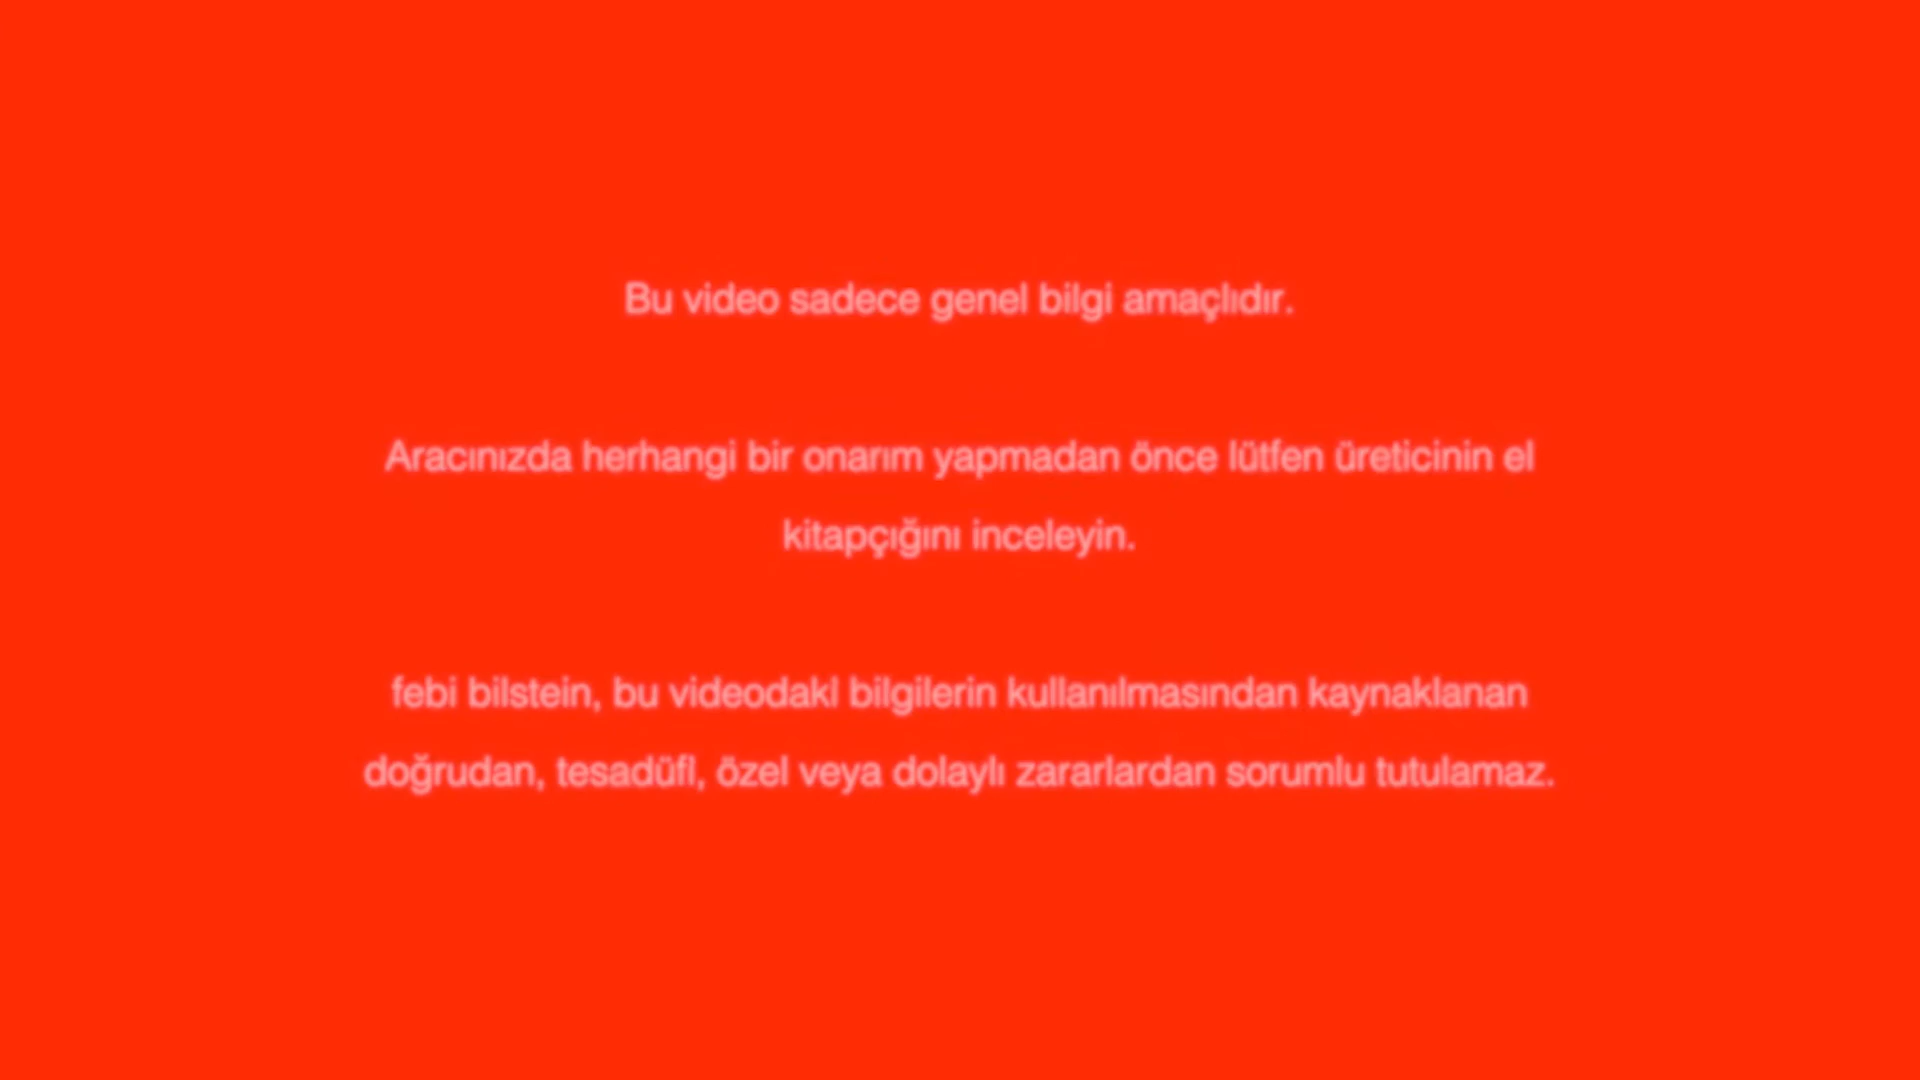 Bu video sadece genel bilgi amaçlıdır.
Aracınızda herhangi bir onarım yapmadan önce lütfen üreticinin el
kitapçığını inceleyin.
febi bilstein, bu videodaki bilgilerin kullanılmasından kaynaklanan
doğrudan, tesadüfi, özel veya dolaylı zararlardan sorumlu tutulamaz.